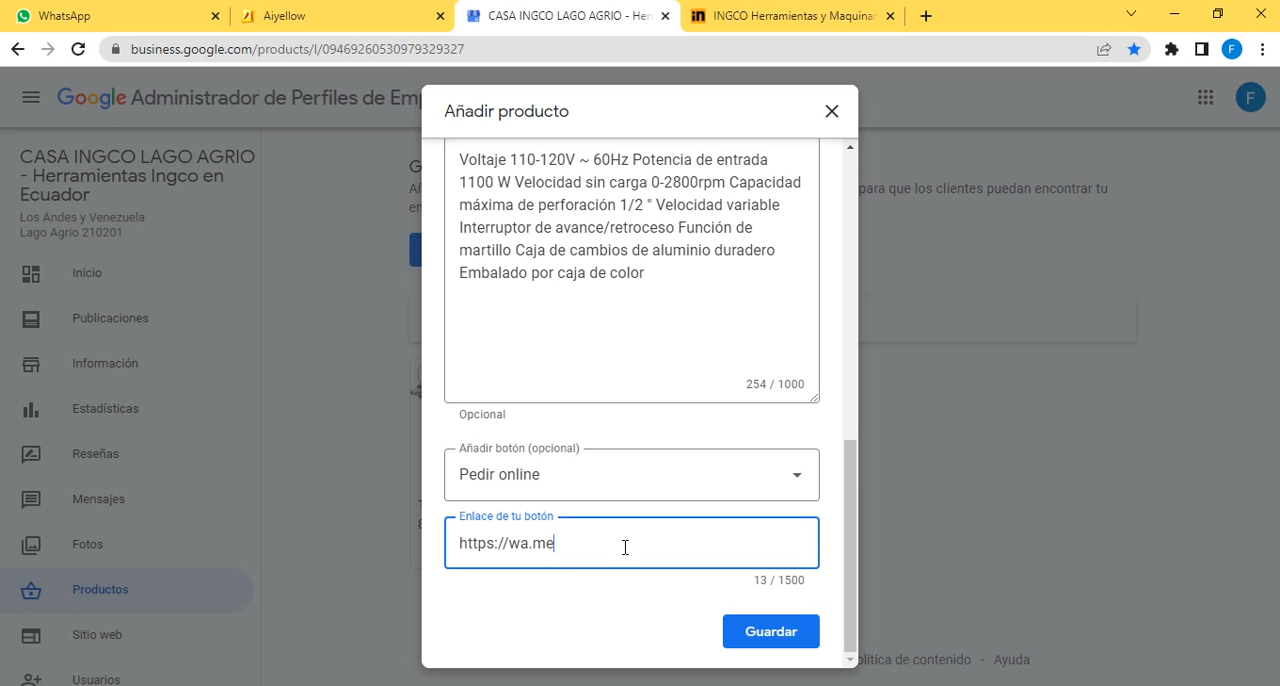 WhatsApp
Aiyellow
CASA INGCO LAGO AGRIO - Her
INGCO Herramientas y Maquinar
business.google.com/products/l/09469260530979329327
F
Google Administrador de Perfiles de Em
F
Añadir producto
CASA INGCO LAGO AGRIO
- Herramientas Ingco en
Ecuador
Los Andes y Venezuela
Lago Agrio 210201
Inicio
Publicaciones
Información
Estadísticas
Reseñas
Mensajes
Fotos
Productos
Sitio web
Usuarios
para que los clientes puedan encontrar tu
Voltaje 110-120V ~ 60Hz Potencia de entrada
1100 W Velocidad sin carga 0-2800rpm Capacidad
máxima de perforación 1/2 " Velocidad variable
Interruptor de avance/retroceso Función de
martillo Caja de cambios de aluminio duradero
Embalado por caja de color
254 / 1000
Opcional
Añadir botón (opcional)
Pedir online
Enlace de tu botón
https://wa.me
13 / 1500
Guardar
olítica de contenido - Ayuda